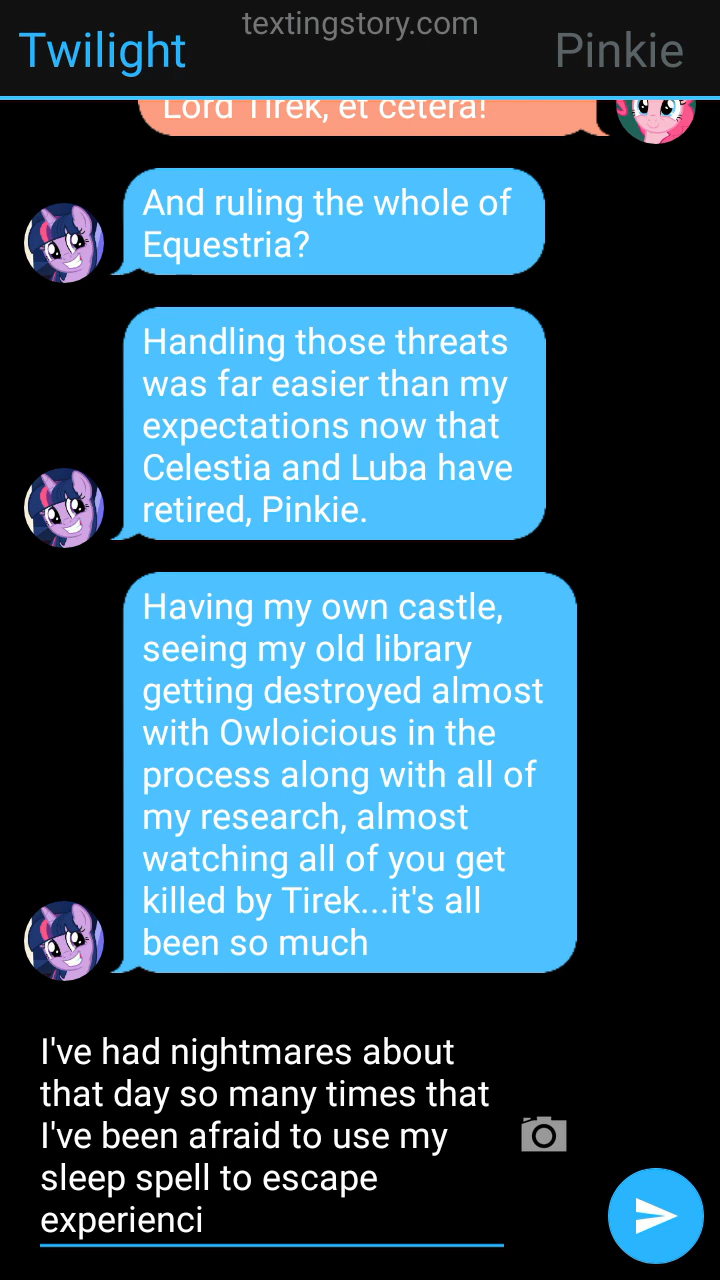 textingstory.com
Twilight
Pinkie
Lord Tirek, et cetera!
And ruling the whole of
Equestria?
Handling those threats
was far easier than my
expectations now that
Celestia and Luba have
retired, Pinkie.
Having my own castle,
seeing my old library
getting destroyed almost
with Owloicious in the
process along with all of
my research, almost
watching all of you get
killed by Tirek...it's all
been so much
I've had nightmares about
that day so many times that
I've been afraid to use my
sleep spell to escape
experienci